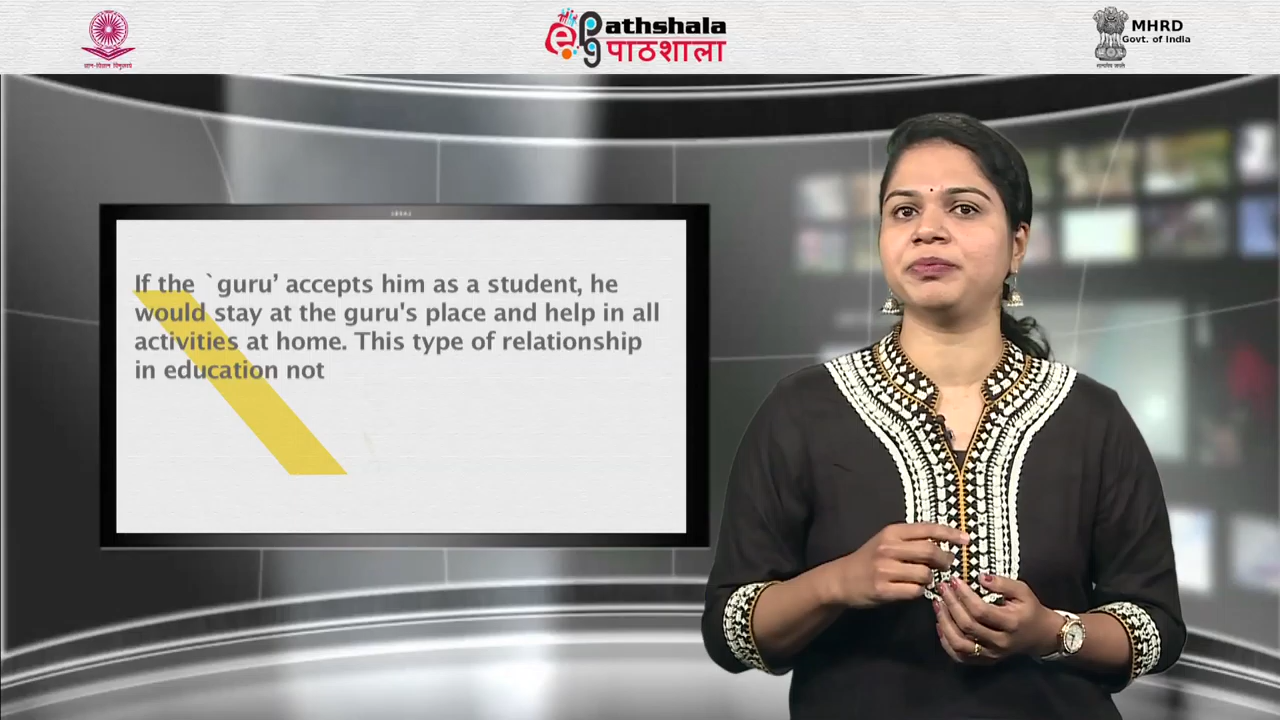 Pathshala
पाठशाला
MHRD
Govt. of India
If the `guru’ accepts him as a student, he
would stay at the guru's place and help in all
activities at home. This type of relationship
in education not